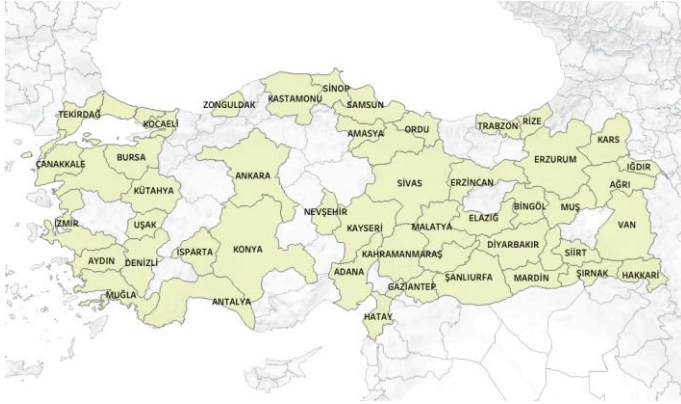 SİNOP
ZONGULDAK
KASTAMONU
SAMSUN
TEKİRDAĞ
KOCAELİ
AMASYA
ORDU
TRABZON
RİZE
KARS
ÇANAKKALE
BURSA
ANKARA
SİVAS
ERZİNCAN
ERZURUM
IĞDIR
AĞRI
KÜTAHYA
NEVŞEHİR
BİNGÖL
MUŞ
İZMİR
UŞAK
KAYSERİ
MALATYA
ELAZIĞ
VAN
AYDIN
DENİZLİ
ISPARTA
KONYA
KAHRAMANMARAŞ
DİYARBAKIR
SİİRT
ADANA
GAZİANTEP
ŞANLIURFA
MARDİN
ŞIRNAK
HAKKARİ
MUĞLA
ANTALYA
HATAY